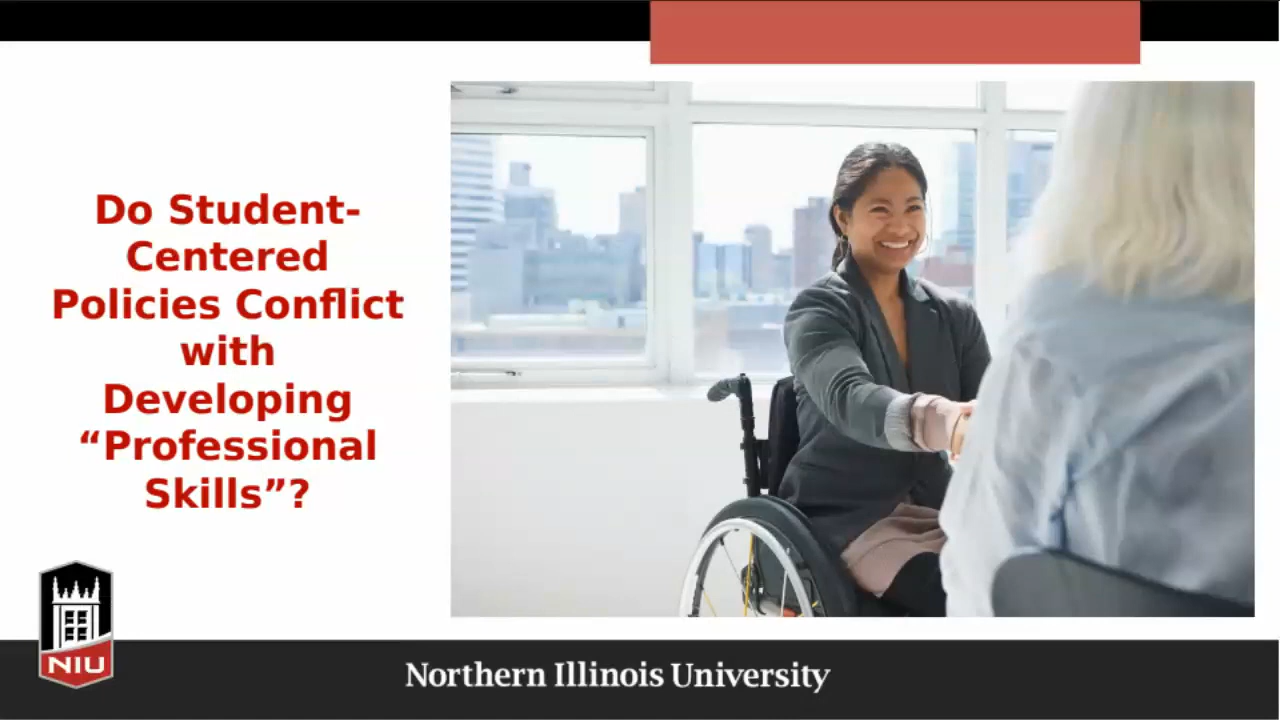 Do Student-
Centered
Policies Conflict
with
Developing
“Professional
Skills”?
NIU
Northern Illinois University